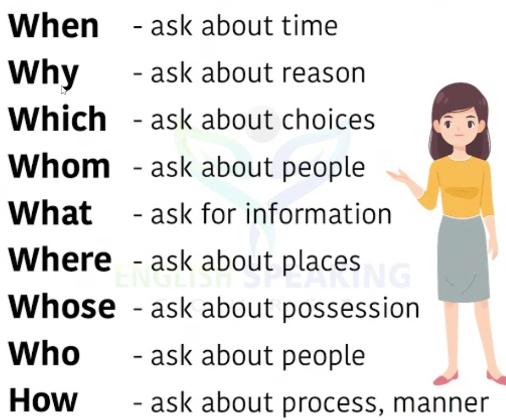 When - ask about time
Why - ask about reason
Which - ask about choices
Whom - ask about people
What - ask for information
Where - ask about places
ENGLISH SPEAKING
Whose - ask about possession
Who - ask about people
How - ask about process, manner